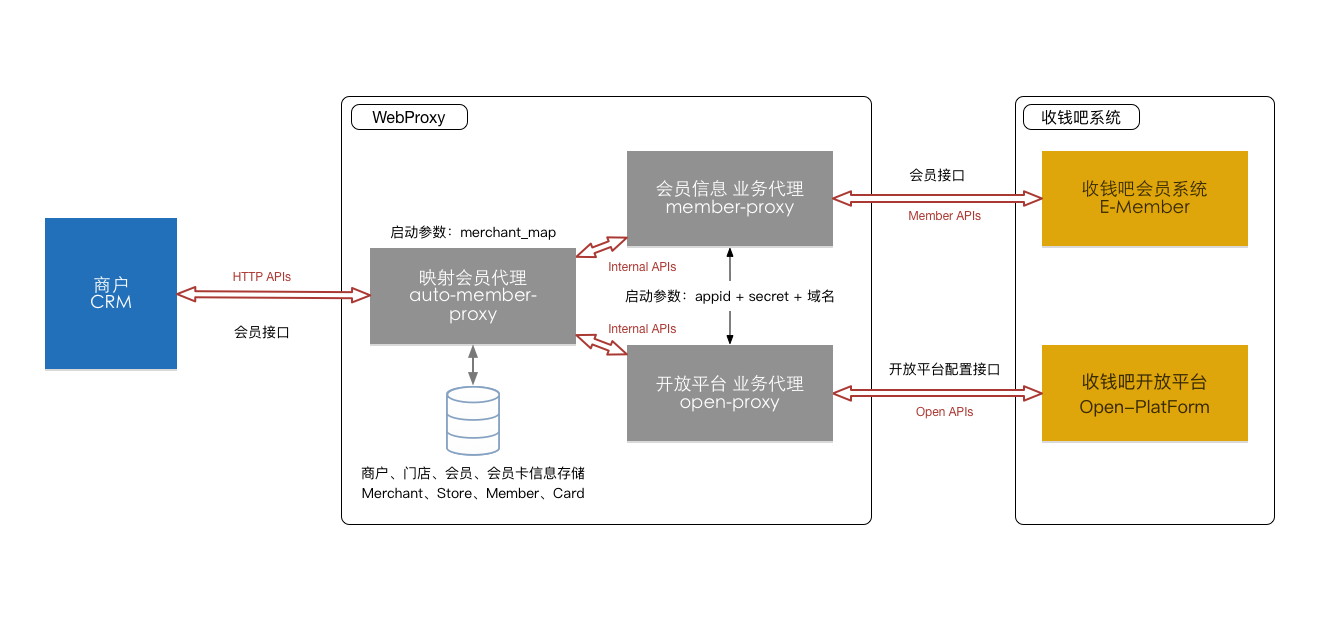 WebProxy
收钱吧系统
会员信息 业务代理
member-proxy
会员接口
Member APIs
收钱吧会员系统
E-Member
启动参数：merchant_map
商户
CRM
HTTP APIs
会员接口
映射会员代理
auto-member-
proxy
Internal APIs
启动参数：appid + secret + 域名
Internal APIs
开放平台 业务代理
open-proxy
开放平台配置接口
Open APIs
收钱吧开放平台
Open-PlatForm
商户、门店、会员、会员卡信息存储
Merchant、Store、Member、Card